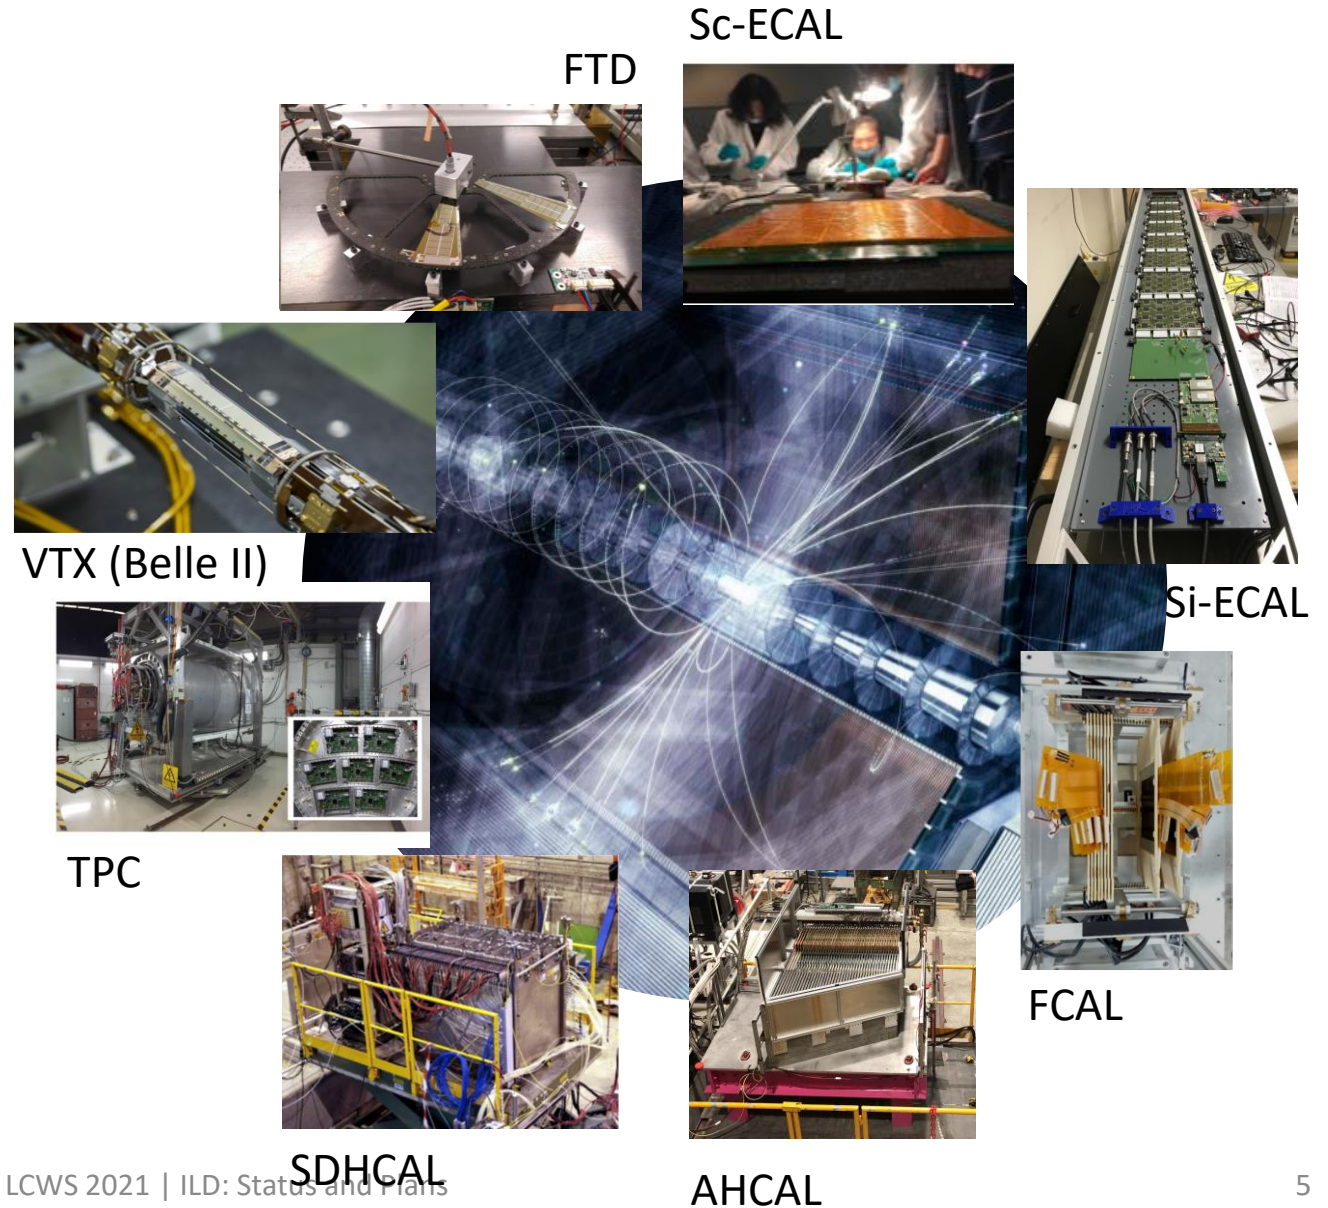 Sc-ECAL
FTD
VTX (Belle II)
Si-ECAL
TPC
FCAL
SDHCAL
AHCAL
LCWS 2021 | ILD: Status and Plans
5